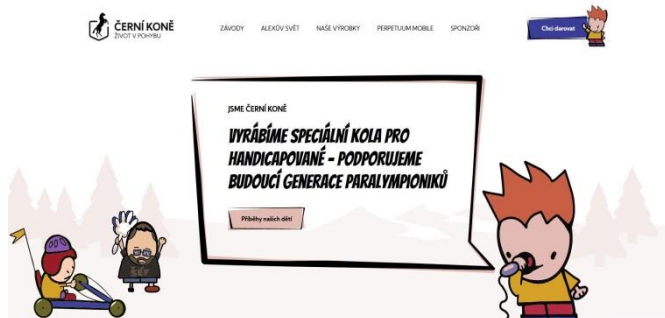 ČERNÍ KONĚ
ŽIVOT V POHYBU
ZÁVODY
ALEXŮV SVĚT
NAŠE VÝROBKY
PERPETUUM MOBILE
SPONZOŘI
Chci darovat
JSME ČERNÍ KONĚ
VYRÁBÍME SPECIÁLNÍ KOLA PRO
HANDICAPOVANÉ – PODPORUJEME
BUDOUCÍ GENERACE PARALYMPIONIKŮ
Příběhy našich dětí